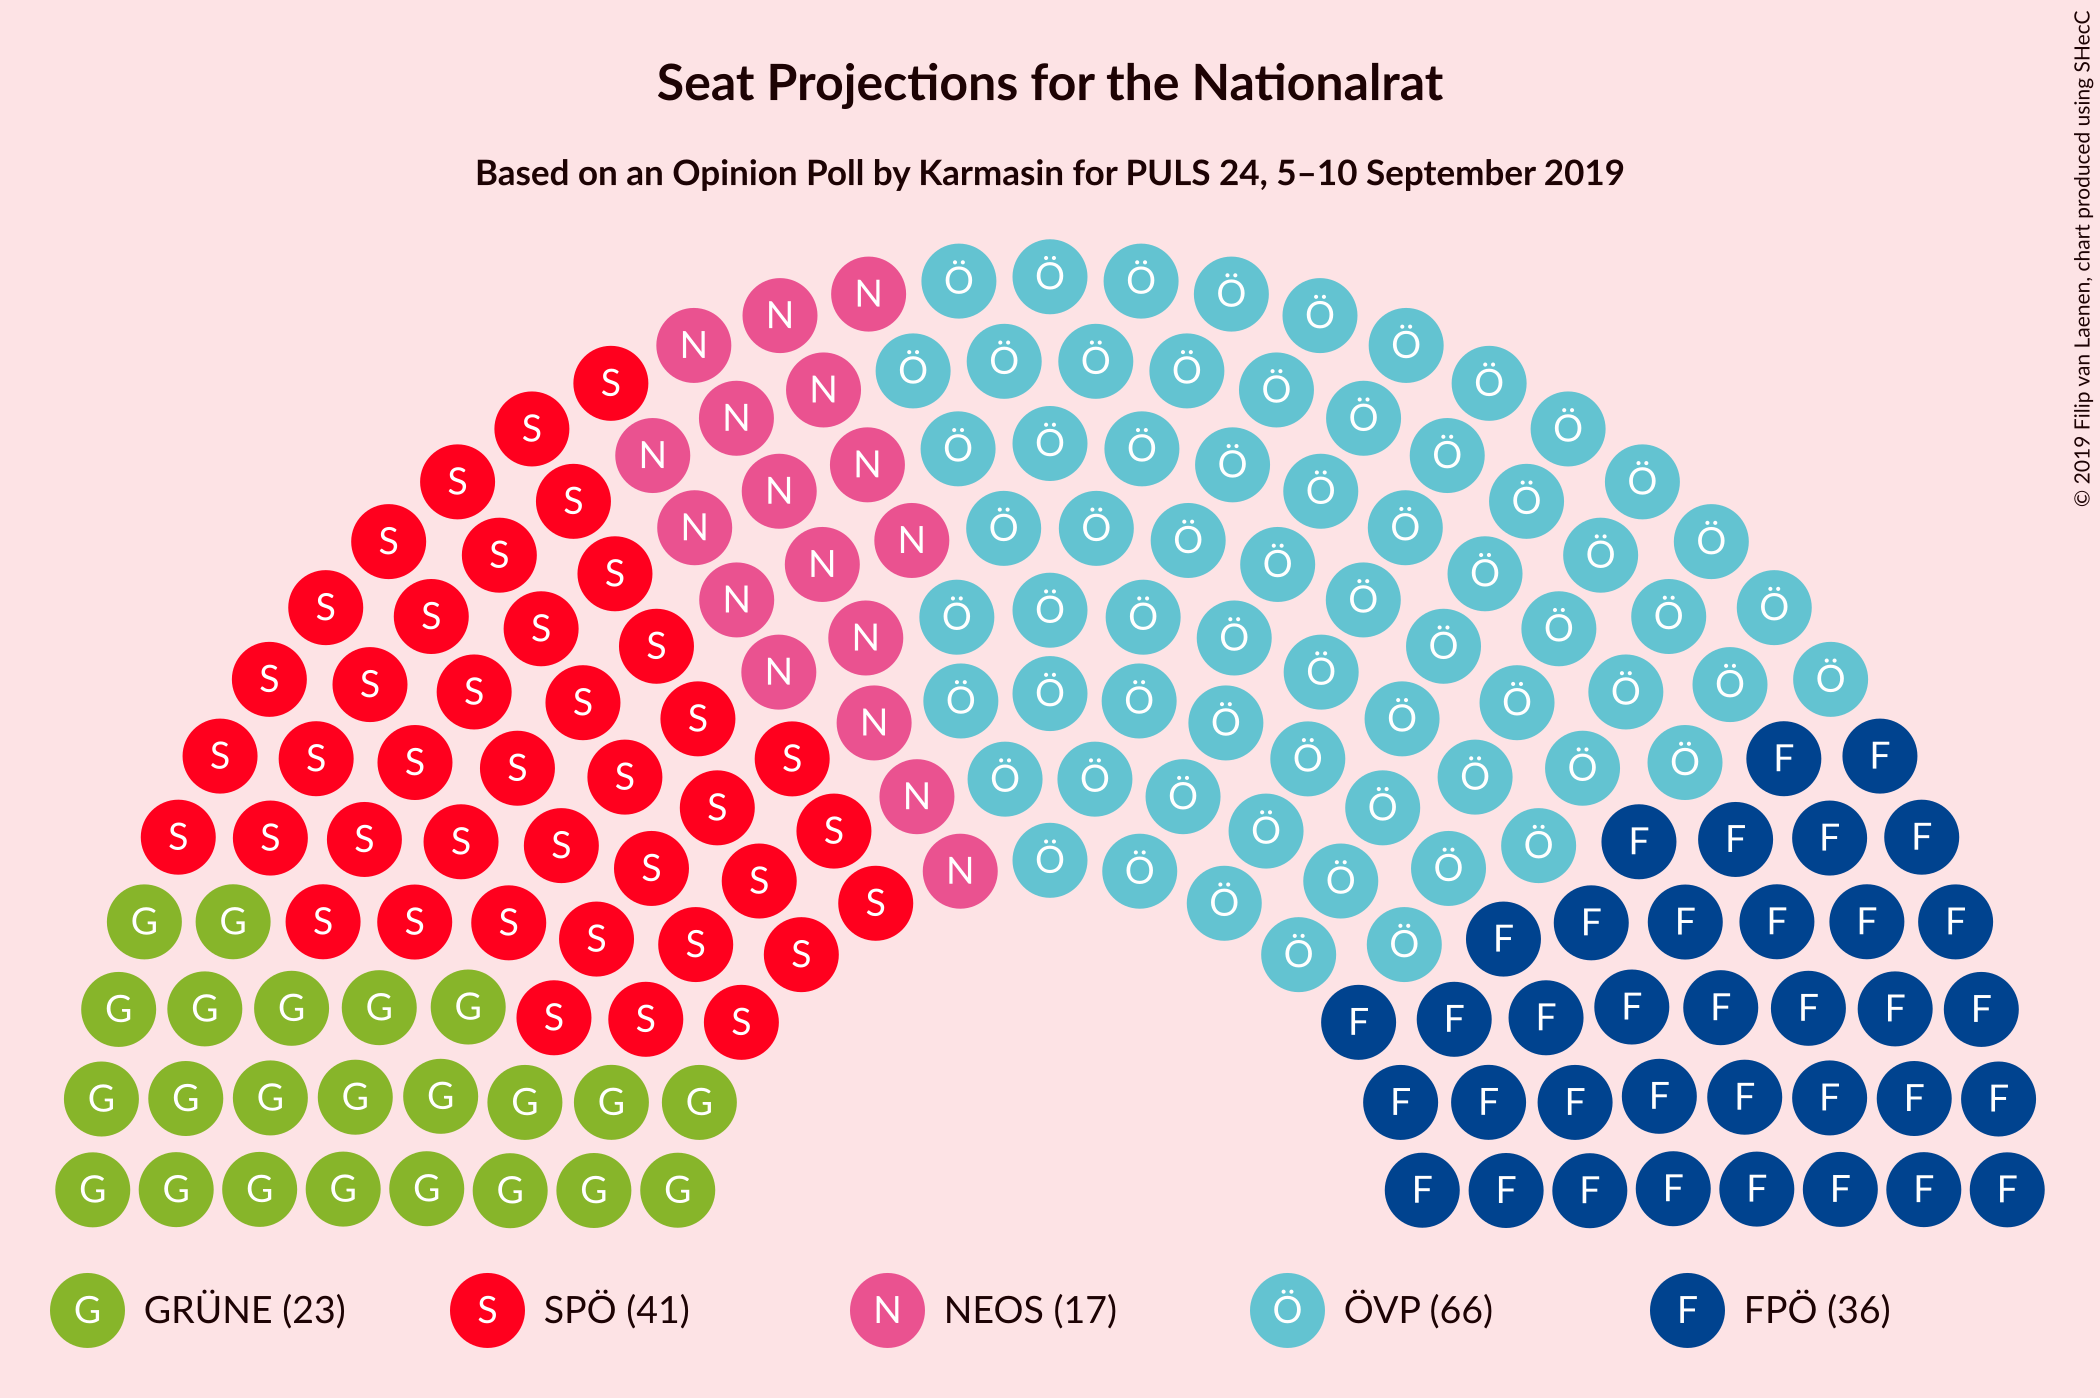 Seat Projections for the Nationalrat
Based on an Opinion Poll by Karmasin for PULS 24, 5–10 September 2019
© 2019 Filip van Laenen, chart produced using SHecC
Ö Ö Ö
N Ö Ö
N N Ö Ö
N Ö Ö Ö Ö
S N N Ö Ö Ö
S N N Ö Ö Ö Ö Ö
S S N N Ö Ö Ö Ö Ö Ö
S S N N Ö Ö Ö Ö Ö Ö
S S S N N Ö Ö Ö Ö Ö Ö
S S S S N N Ö Ö Ö Ö Ö Ö Ö Ö
S S S S S N N Ö Ö Ö Ö Ö Ö Ö Ö Ö
S S S S S S N Ö Ö Ö Ö Ö Ö Ö Ö F F
S S S S S S S S N Ö Ö Ö Ö Ö F F F F
G G S S S S S S S Ö Ö Ö F F F F F F
G G G G G S S S F F F F F F F F
G G G G G G G G F F F F F F F F
G G G G G G G G F F F F F F F F
G GRÜNE (23) S SPÖ (41) N NEOS (17) Ö ÖVP (66) F FPÖ (36)